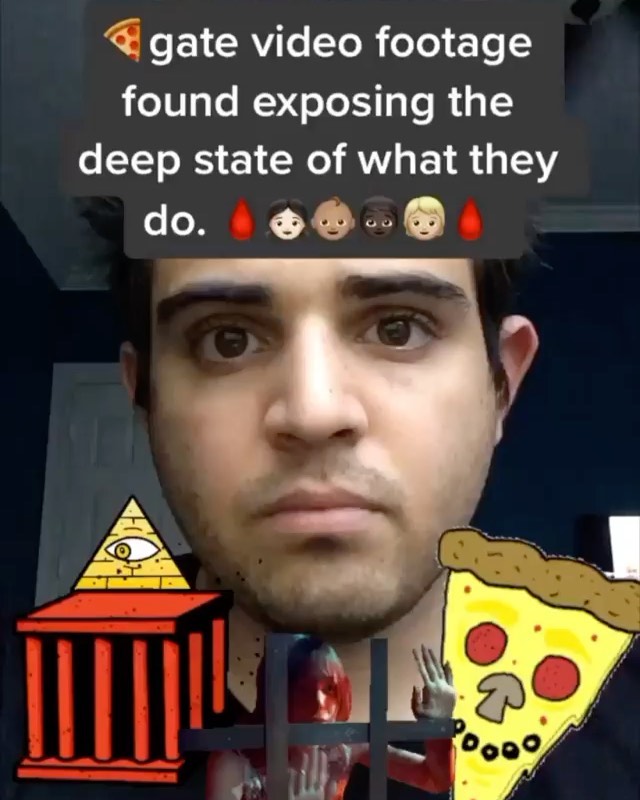 🍕gate video footage
found exposing the
deep state of what they
do. 🩸👧🏻👶🏽👦🏿👱🏼🩸